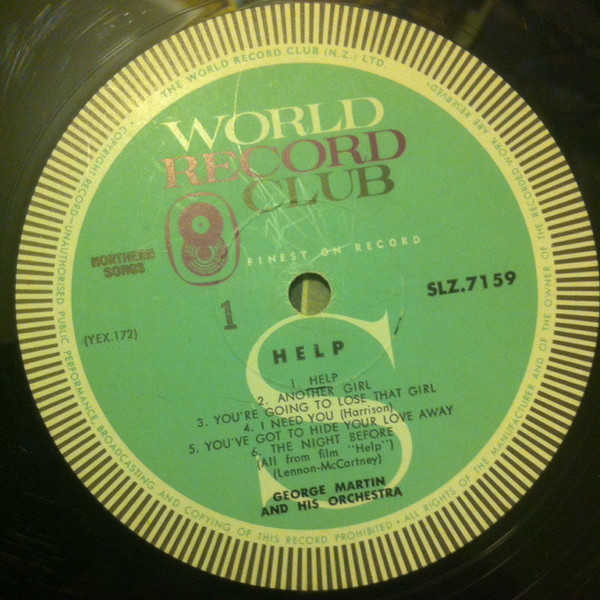 THE WORLD RECORD CLUB (N.Z.) LTD.
COPYRIGHT RECORD-UNAUTHORISED PUBLIC PERFORMANCE, BROADCASTING AND COPYING OF THIS RECORD PROHIBITED • ALL RIGHTS OF THE MANUFACTURER AND OF THE OWNER OF THE RECORDED WORK ARE RESERVED
WORLD
RECORD
CLUB
FINEST ON RECORD
NORTHERN
SONGS
SLZ.7159
1
(YEX.172)
S
HELP
1. HELP
2. ANOTHER GIRL
3. YOU'RE GOING TO LOSE THAT GIRL
4. I NEED YOU (Harrison)
5. YOU'VE GOT TO HIDE YOUR LOVE AWAY
6. THE NIGHT BEFORE
(All from film "Help")
(Lennon-McCartney)
GEORGE MARTIN
AND HIS ORCHESTRA